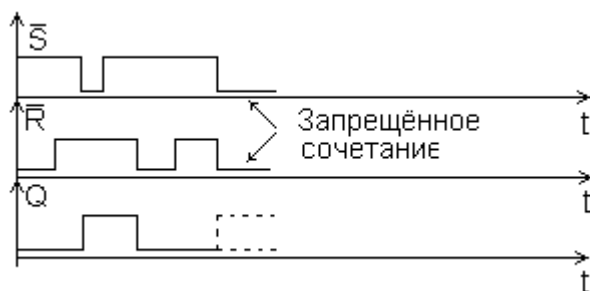 S̅
t
R̅
Запрещённое
сочетание
Q
t
t